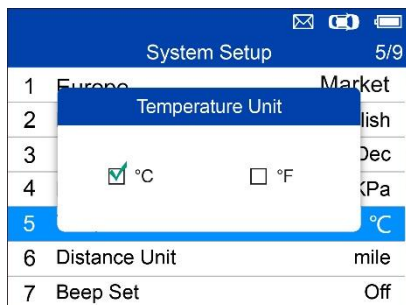 System Setup 5/9
1 Europe Market
2 lish
Temperature Unit
3 Dec
°C °F
4 KPa
5 °C
6 Distance Unit mile
7 Beep Set Off